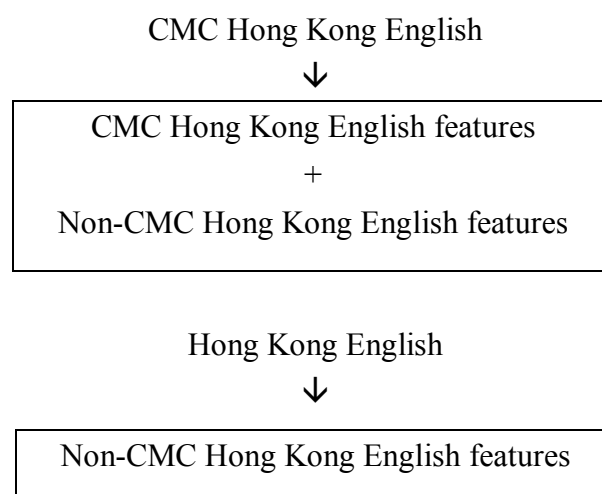 CMC Hong Kong English
↓
CMC Hong Kong English features
+
Non-CMC Hong Kong English features
Hong Kong English
↓
Non-CMC Hong Kong English features